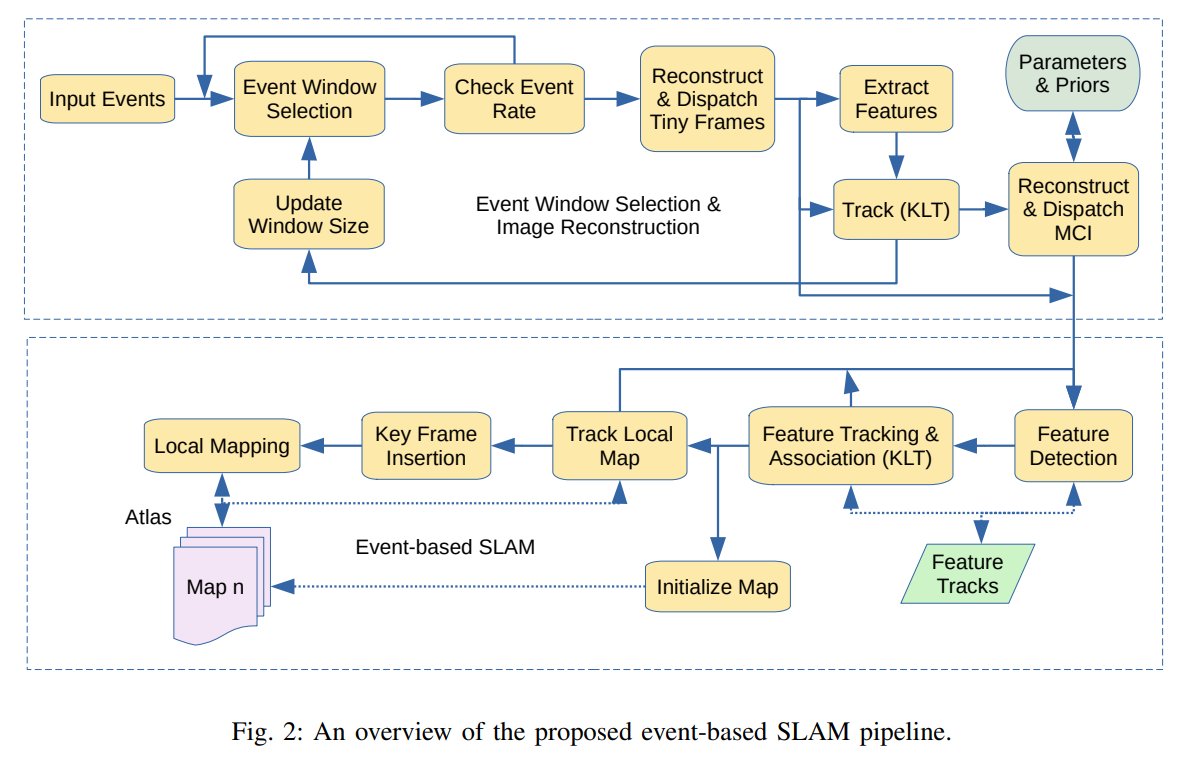 Input Events
Event Window
Selection
Check Event
Rate
Reconstruct
& Dispatch
Tiny Frames
Extract
Features
Parameters
& Priors
Update
Window Size
Event Window Selection &
Image Reconstruction
Track (KLT)
Reconstruct
& Dispatch
MCI
Local Mapping
Key Frame
Insertion
Track Local
Map
Feature Tracking &
Association (KLT)
Feature
Detection
Atlas
Map n
Event-based SLAM
Initialize Map
Feature
Tracks
Fig. 2: An overview of the proposed event-based SLAM pipeline.